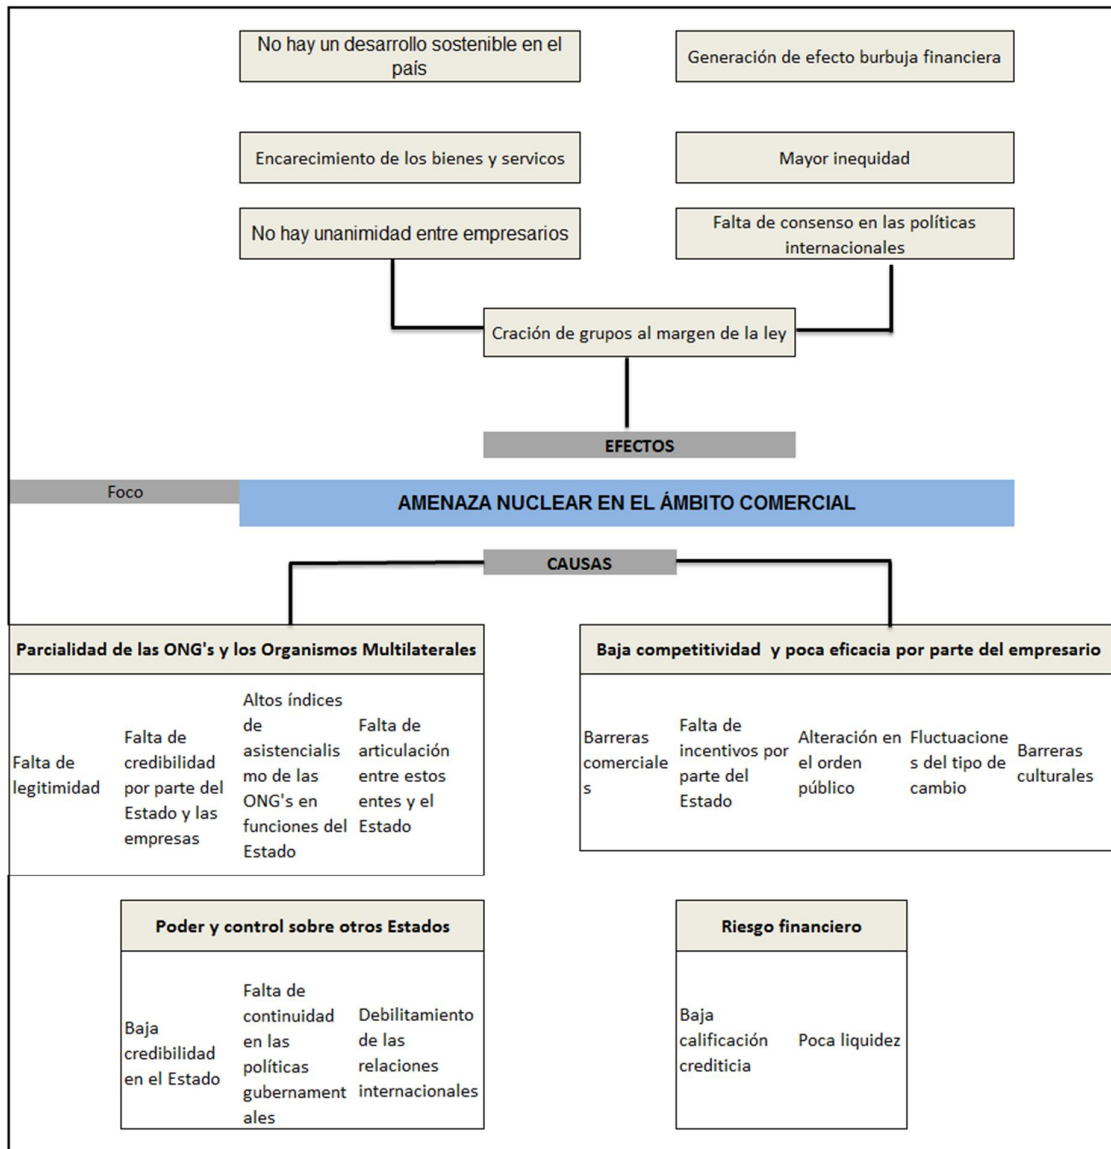 No hay un desarrollo sostenible en el
país
Generación de efecto burbuja financiera
Encarecimiento de los bienes y servicos
Mayor inequidad
No hay unanimidad entre empresarios
Falta de consenso en las políticas
internacionales
Cración de grupos al margen de la ley
EFECTOS
Foco
AMENAZA NUCLEAR EN EL ÁMBITO COMERCIAL
CAUSAS
Parcialidad de las ONG's y los Organismos Multilaterales
Falta de
legitimidad
Falta de
credibilidad
por parte del
Estado y las
empresas
Altos índices
de
asistencialis
mo de las
ONG's en
funciones del
Estado
Falta de
articulación
entre estos
entes y el
Estado
Baja competitividad  y poca eficacia por parte del empresario
Barreras
comerciale
s
Falta de
incentivos por
parte del
Estado
Alteración en
el orden
público
Fluctuacione
s del tipo de
cambio
Barreras
culturales
Poder y control sobre otros Estados
Baja
credibilidad
en el Estado
Falta de
continuidad
en las
políticas
gubernament
ales
Debilitamiento
de las
relaciones
internacionales
Riesgo financiero
Baja
calificación
crediticia
Poca liquidez